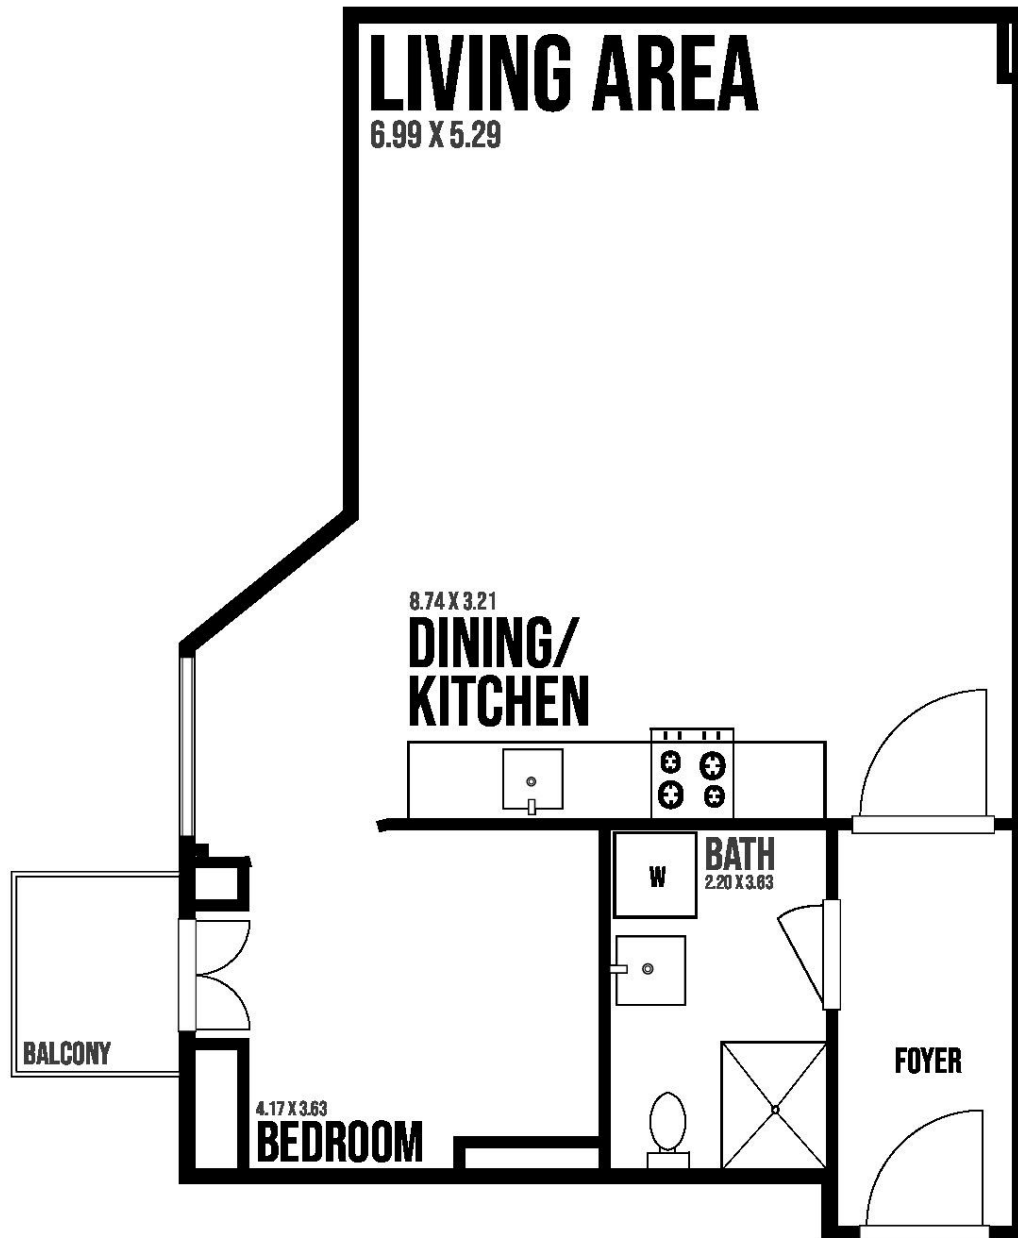 LIVING AREA
6.99 X 5.29
8.74 X 3.21
DINING/
KITCHEN
W
BATH
2.20 X 3.63
BALCONY
FOYER
4.17 X 3.63
BEDROOM